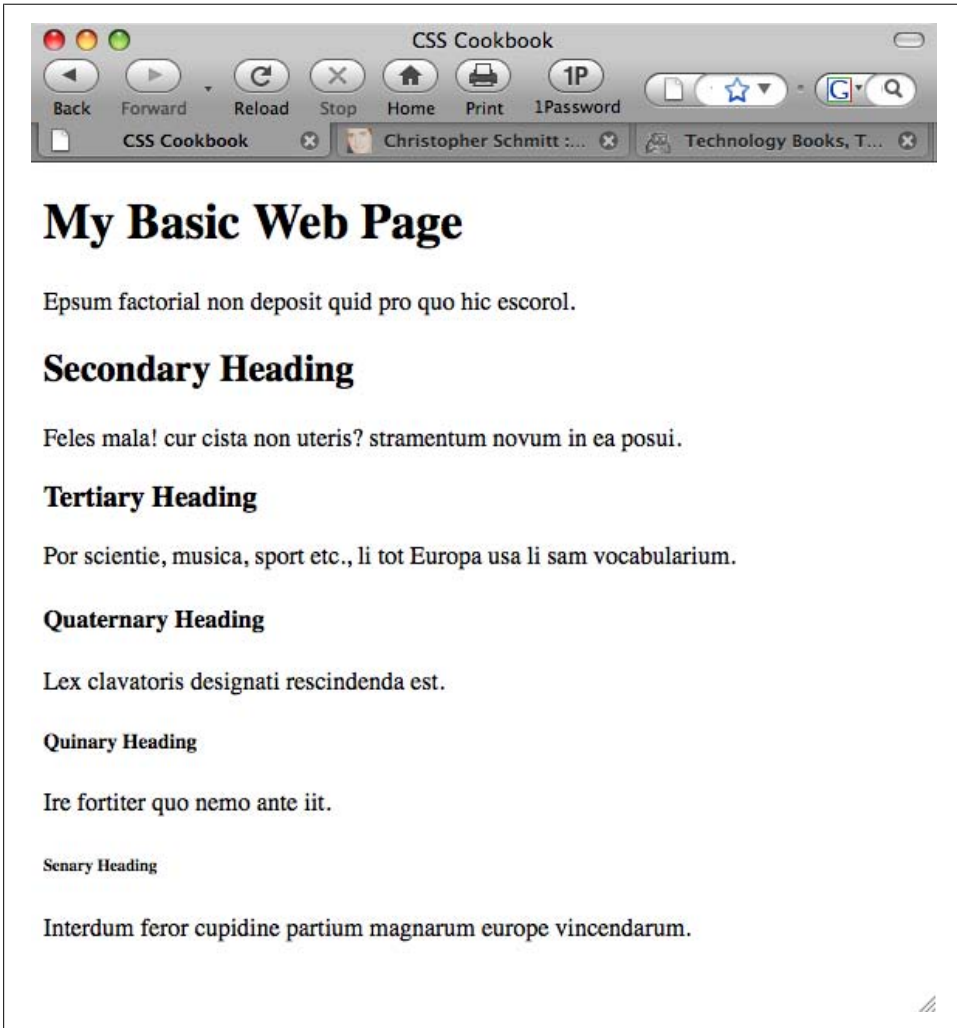 CSS Cookbook
1P
G
Back Forward Reload Stop Home Print 1Password
CSS Cookbook Christopher Schmitt :... Technology Books, T...
My Basic Web Page
Epsum factorial non deposit quid pro quo hic escorol.
Secondary Heading
Feles mala! cur cista non uteris? stramentum novum in ea posui.
Tertiary Heading
Por scientie, musica, sport etc., li tot Europa usa li sam vocabularium.
Quaternary Heading
Lex clavatoris designati rescindenda est.
Quinary Heading
Ire fortiter quo nemo ante iit.
Senary Heading
Interdum feror cupidine partium magnarum europe vincendarum.